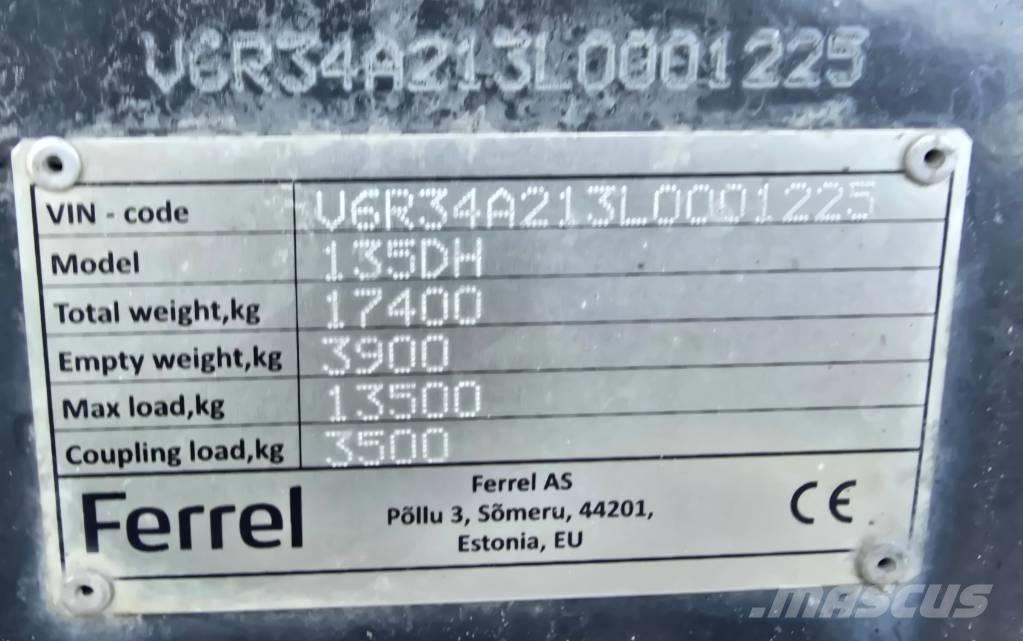 V6R34A213L0001225
VIN - code V6R34A213L0001225
Model 135DH
Total weight,kg 17400
Empty weight,kg 3900
Max load,kg 13500
Coupling load,kg 3500
Ferrel
Ferrel AS
Põllu 3, Sõmeru, 44201,
Estonia, EU
CE
MASCUS